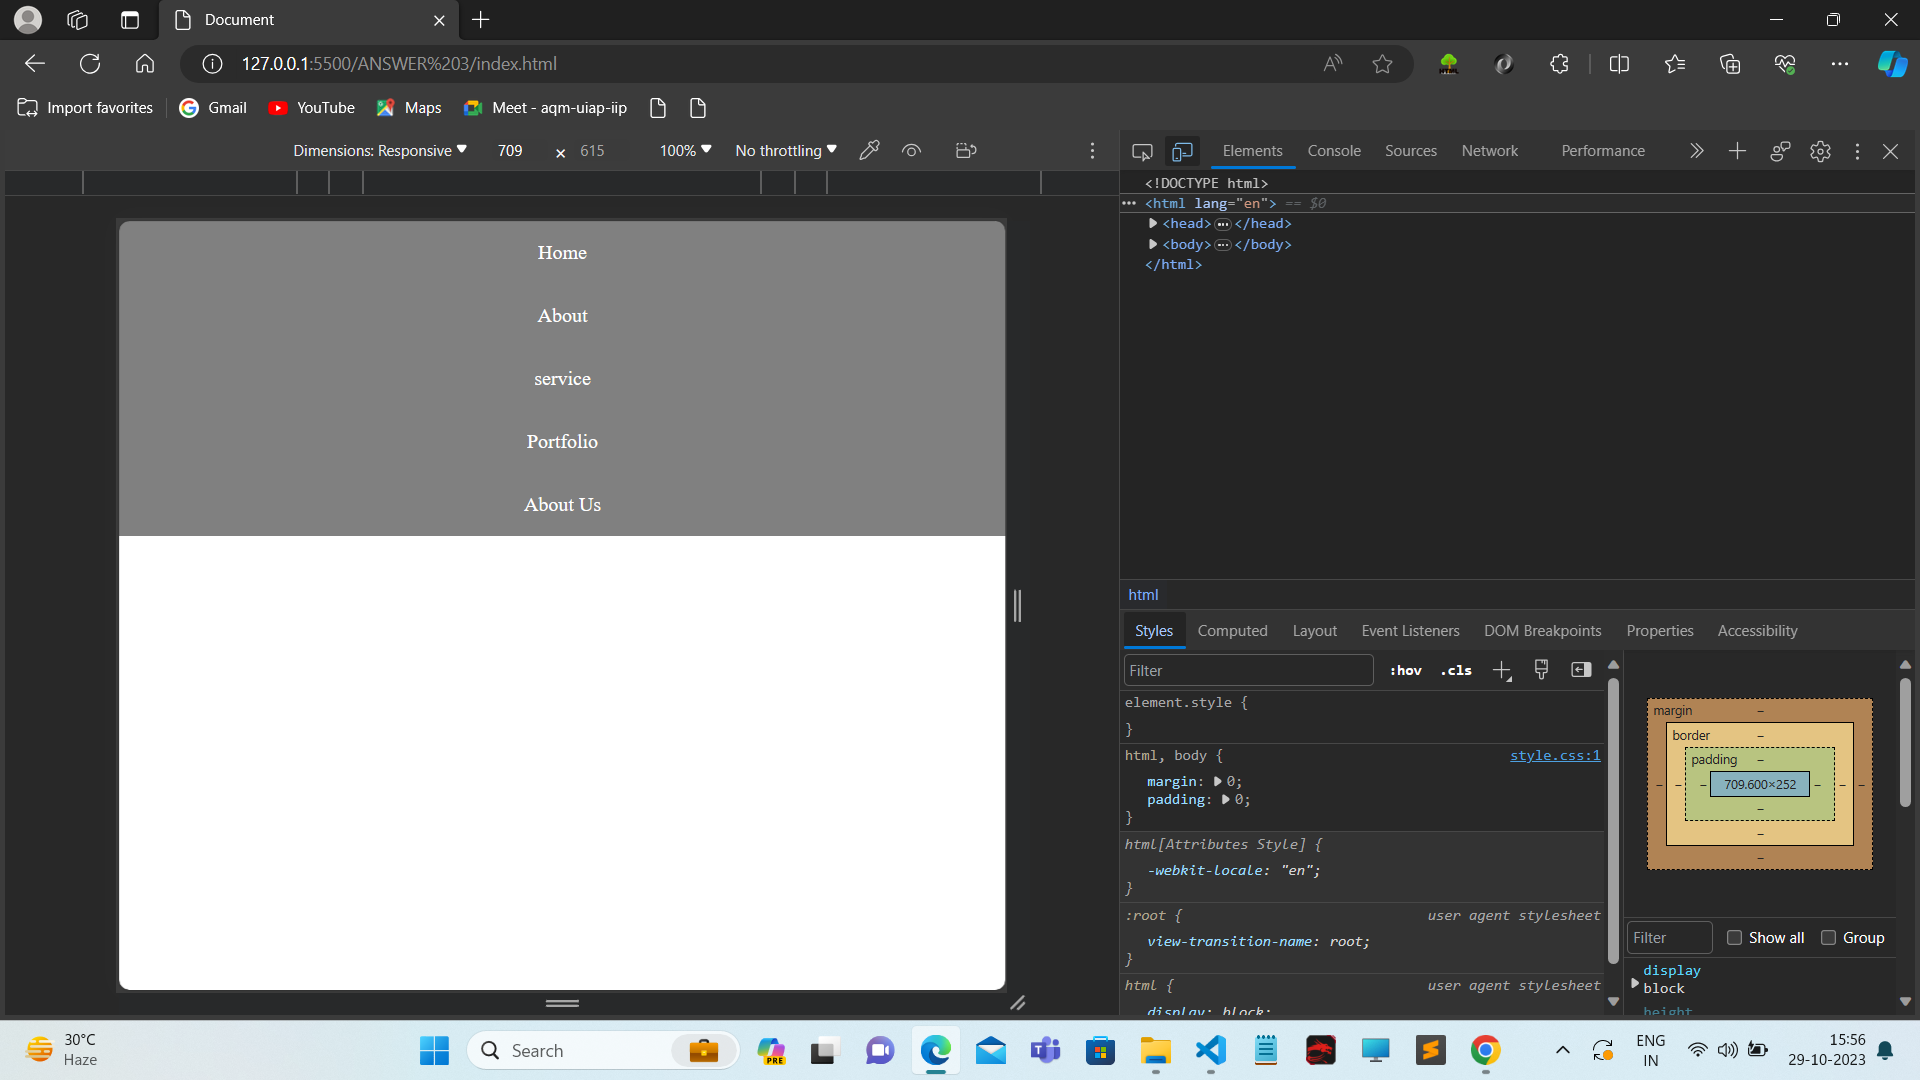 Document
127.0.0.1:5500/ANSWER%203/index.html
Import favorites Gmail YouTube Maps Meet - aqm-uiap-iip
Dimensions: Responsive 709 × 615 100% No throttling
Elements Console Sources Network Performance
<!DOCTYPE html>
<html lang="en"> == $0
<head> ··· </head>
<body> ··· </body>
</html>
Home
About
service
Portfolio
About Us
html
Styles Computed Layout Event Listeners DOM Breakpoints Properties Accessibility
Filter :hov .cls
element.style {
}
html, body { style.css:1
margin: 0;
padding: 0;
}
html[Attributes Style] {
-webkit-locale: "en";
}
:root { user agent stylesheet
view-transition-name: root;
}
html { user agent stylesheet
display: block;
margin –
border –
padding –
– – – 709.600×252 – – –
–
–
–
Filter Show all Group
display
block
height
30°C
Haze
Search
PRE
ENG
IN
15:56
29-10-2023